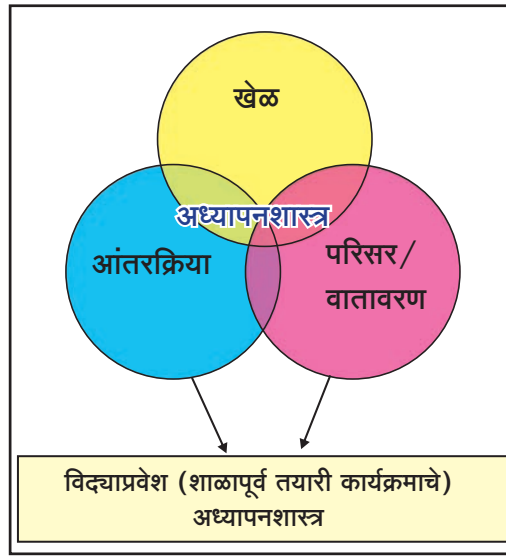 खेळ
अध्यापनशास्त्र
आंतरक्रिया
परिसर/
वातावरण
विद्याप्रवेश (शाळापूर्व तयारी कार्यक्रमाचे)
अध्यापनशास्त्र